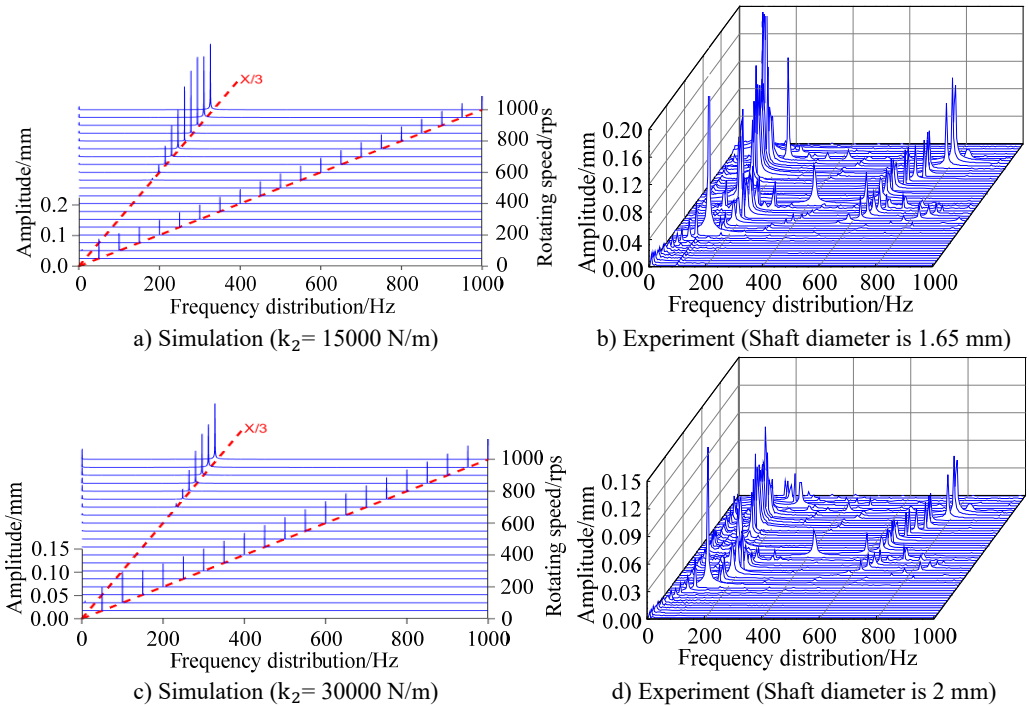 X/3
1000
800
600
400
200
0
Rotating speed/rps
Amplitude/mm
0.2
0.1
0.0
0 200 400 600 800 1000
Frequency distribution/Hz
a) Simulation (k₂= 15000 N/m)
Amplitude/mm
0.20
0.16
0.12
0.08
0.04
0.00
0 200 400 600 800 1000
Frequency distribution/Hz
b) Experiment (Shaft diameter is 1.65 mm)
X/3
1000
800
600
400
200
0
Rotating speed/rps
Amplitude/mm
0.15
0.10
0.05
0.00
0 200 400 600 800 1000
Frequency distribution/Hz
c) Simulation (k₂= 30000 N/m)
Amplitude/mm
0.15
0.12
0.09
0.06
0.03
0.00
0 200 400 600 800 1000
Frequency distribution/Hz
d) Experiment (Shaft diameter is 2 mm)